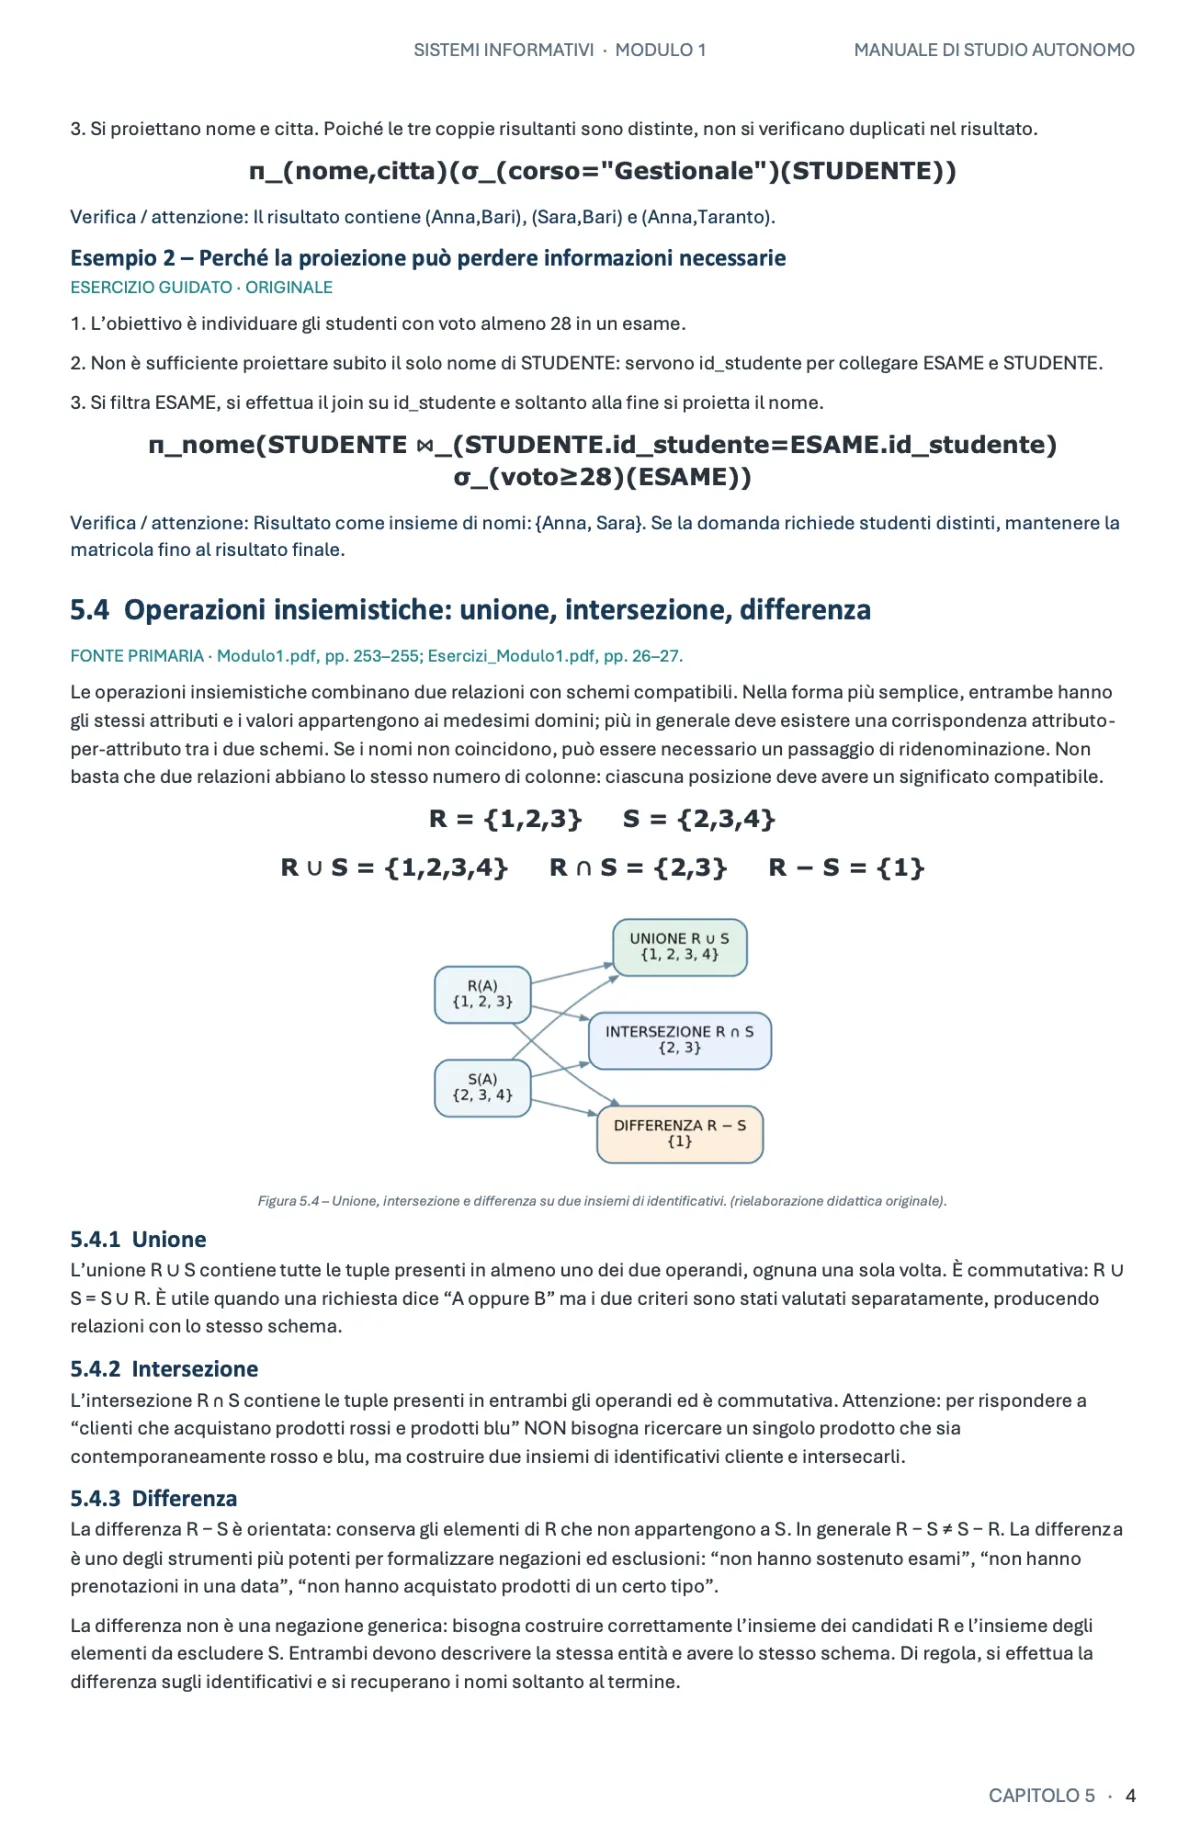 SISTEMI INFORMATIVI · MODULO 1 MANUALE DI STUDIO AUTONOMO
3. Si proiettano nome e citta. Poiché le tre coppie risultanti sono distinte, non si verificano duplicati nel risultato.
π_(nome,citta)(σ_(corso="Gestionale")(STUDENTE))
Verifica / attenzione: Il risultato contiene (Anna,Bari), (Sara,Bari) e (Anna,Taranto).
Esempio 2 – Perché la proiezione può perdere informazioni necessarie
ESERCIZIO GUIDATO · ORIGINALE
1. L’obiettivo è individuare gli studenti con voto almeno 28 in un esame.
2. Non è sufficiente proiettare subito il solo nome di STUDENTE: servono id_studente per collegare ESAME e STUDENTE.
3. Si filtra ESAME, si effettua il join su id_studente e soltanto alla fine si proietta il nome.
π_nome(STUDENTE ⋈_(STUDENTE.id_studente=ESAME.id_studente)
σ_(voto≥28)(ESAME))
Verifica / attenzione: Risultato come insieme di nomi: {Anna, Sara}. Se la domanda richiede studenti distinti, mantenere la
matricola fino al risultato finale.
5.4 Operazioni insiemistiche: unione, intersezione, differenza
FONTE PRIMARIA · Modulo1.pdf, pp. 253–255; Esercizi_Modulo1.pdf, pp. 26–27.
Le operazioni insiemistiche combinano due relazioni con schemi compatibili. Nella forma più semplice, entrambe hanno
gli stessi attributi e i valori appartengono ai medesimi domini; più in generale deve esistere una corrispondenza attributo-
per-attributo tra i due schemi. Se i nomi non coincidono, può essere necessario un passaggio di ridenominazione. Non
basta che due relazioni abbiano lo stesso numero di colonne: ciascuna posizione deve avere un significato compatibile.
R = {1,2,3} S = {2,3,4}
R ∪ S = {1,2,3,4} R ∩ S = {2,3} R − S = {1}
UNIONE R ∪ S
{1, 2, 3, 4}
R(A)
{1, 2, 3}
INTERSEZIONE R ∩ S
{2, 3}
S(A)
{2, 3, 4}
DIFFERENZA R − S
{1}
Figura 5.4 – Unione, intersezione e differenza su due insiemi di identificativi. (rielaborazione didattica originale).
5.4.1 Unione
L’unione R ∪ S contiene tutte le tuple presenti in almeno uno dei due operandi, ognuna una sola volta. È commutativa: R ∪
S = S ∪ R. È utile quando una richiesta dice “A oppure B” ma i due criteri sono stati valutati separatamente, producendo
relazioni con lo stesso schema.
5.4.2 Intersezione
L’intersezione R ∩ S contiene le tuple presenti in entrambi gli operandi ed è commutativa. Attenzione: per rispondere a
“clienti che acquistano prodotti rossi e prodotti blu” NON bisogna ricercare un singolo prodotto che sia
contemporaneamente rosso e blu, ma costruire due insiemi di identificativi cliente e intersecarli.
5.4.3 Differenza
La differenza R − S è orientata: conserva gli elementi di R che non appartengono a S. In generale R − S ≠ S − R. La differenza
è uno degli strumenti più potenti per formalizzare negazioni ed esclusioni: “non hanno sostenuto esami”, “non hanno
prenotazioni in una data”, “non hanno acquistato prodotti di un certo tipo”.
La differenza non è una negazione generica: bisogna costruire correttamente l’insieme dei candidati R e l’insieme degli
elementi da escludere S. Entrambi devono descrivere la stessa entità e avere lo stesso schema. Di regola, si effettua la
differenza sugli identificativi e si recuperano i nomi soltanto al termine.
CAPITOLO 5 · 4